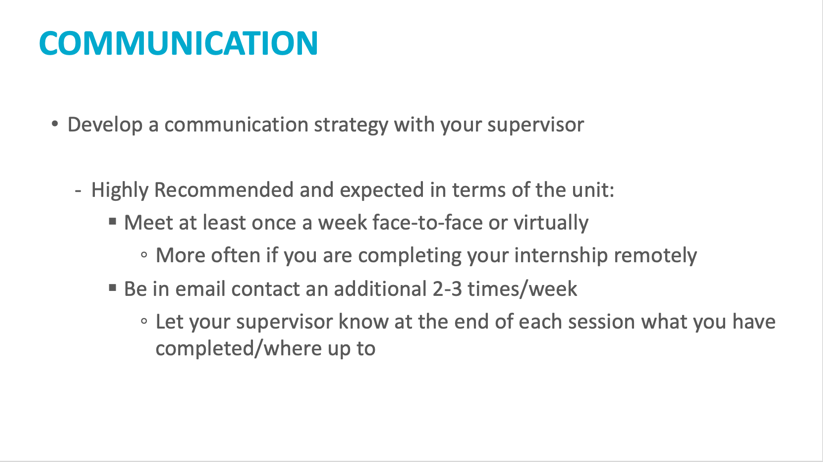 COMMUNICATION
• Develop a communication strategy with your supervisor
- Highly Recommended and expected in terms of the unit:
▪ Meet at least once a week face-to-face or virtually
◦ More often if you are completing your internship remotely
▪ Be in email contact an additional 2-3 times/week
◦ Let your supervisor know at the end of each session what you have
completed/where up to